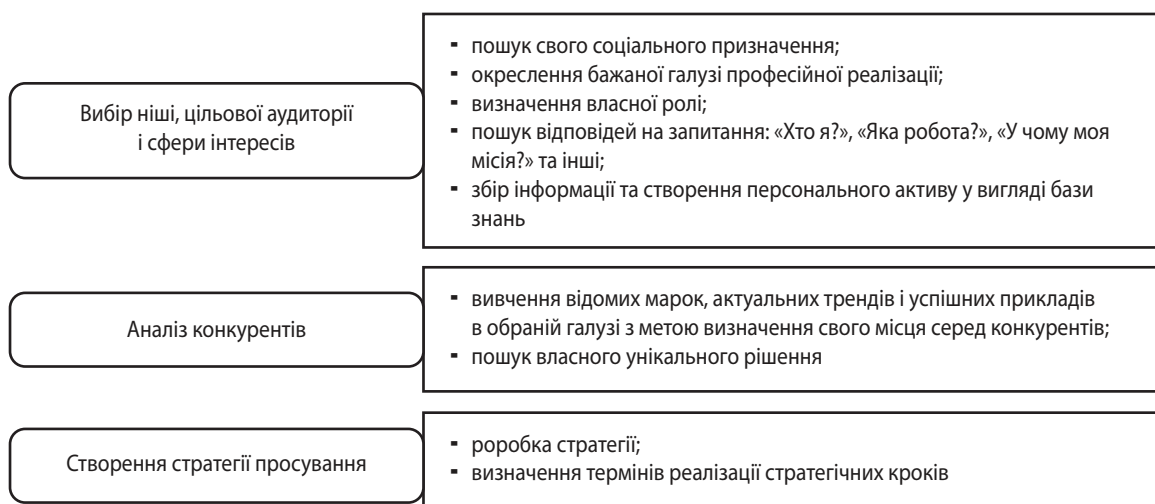 Вибір ніші, цільової аудиторії
і сфери інтересів
▪ пошук свого соціального призначення;
▪ окреслення бажаної галузі професійної реалізації;
▪ визначення власної ролі;
▪ пошук відповідей на запитання: «Хто я?», «Яка робота?», «У чому моя
місія?» та інші;
▪ збір інформації та створення персонального активу у вигляді бази
знань
Аналіз конкурентів
▪ вивчення відомих марок, актуальних трендів і успішних прикладів
в обраній галузі з метою визначення свого місця серед конкурентів;
▪ пошук власного унікального рішення
Створення стратегії просування
▪ роробка стратегії;
▪ визначення термінів реалізації стратегічних кроків